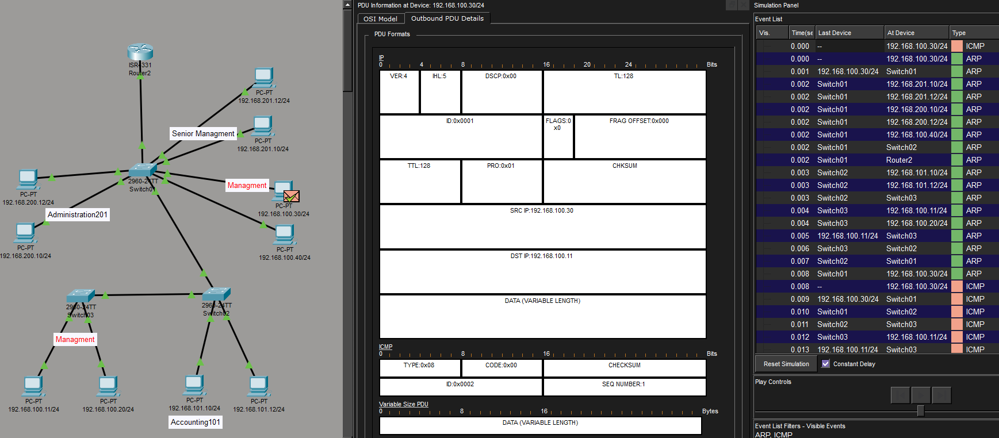 ISR4331
Router2
PC-PT
192.168.201.12/24
Senior Managment
PC-PT
192.168.201.10/24
2960-24TT
Switch01
Managment
PC-PT
192.168.200.12/24
PC-PT
192.168.100.30/24
Administration201
PC-PT
192.168.200.10/24
PC-PT
192.168.100.40/24
2960-24TT
Switch03
2960-24TT
Switch02
Managment
PC-PT
192.168.100.11/24
PC-PT
192.168.100.20/24
PC-PT
192.168.101.10/24
PC-PT
192.168.101.12/24
Accounting101
PDU Information at Device: 192.168.100.30/24
OSI Model Outbound PDU Details
PDU Formats
IP
0 4 8 16 20 24 Bits
VER:4 IHL:5 DSCP:0x00 TL:128
ID:0x0001 FLAGS:0 FRAG OFFSET:0x000
x0
TTL:128 PRO:0x01 CHKSUM
SRC IP:192.168.100.30
DST IP:192.168.100.11
DATA (VARIABLE LENGTH)
ICMP
0 8 16 Bits
TYPE:0x08 CODE:0x00 CHECKSUM
ID:0x0002 SEQ NUMBER:1
Variable Size PDU
0 8 16 Bytes
DATA (VARIABLE LENGTH)
Simulation Panel
Event List
Vis. Time(se Last Device At Device Type
0.000 -- 192.168.100.30/24 ICMP
0.000 -- 192.168.100.30/24 ARP
0.001 192.168.100.30/24 Switch01 ARP
0.002 Switch01 192.168.201.10/24 ARP
0.002 Switch01 192.168.201.12/24 ARP
0.002 Switch01 192.168.200.10/24 ARP
0.002 Switch01 192.168.200.12/24 ARP
0.002 Switch01 192.168.100.40/24 ARP
0.002 Switch01 Switch02 ARP
0.002 Switch01 Router2 ARP
0.003 Switch02 192.168.101.10/24 ARP
0.003 Switch02 192.168.101.12/24 ARP
0.003 Switch02 Switch03 ARP
0.004 Switch03 192.168.100.11/24 ARP
0.004 Switch03 192.168.100.20/24 ARP
0.005 192.168.100.11/24 Switch03 ARP
0.006 Switch03 Switch02 ARP
0.007 Switch02 Switch01 ARP
0.008 Switch01 192.168.100.30/24 ARP
0.008 -- 192.168.100.30/24 ICMP
0.009 192.168.100.30/24 Switch01 ICMP
0.010 Switch01 Switch02 ICMP
0.011 Switch02 Switch03 ICMP
0.012 Switch03 192.168.100.11/24 ICMP
0.013 192.168.100.11/24 Switch03 ICMP
Reset Simulation Constant Delay
Play Controls
Event List Filters - Visible Events
ARP, ICMP